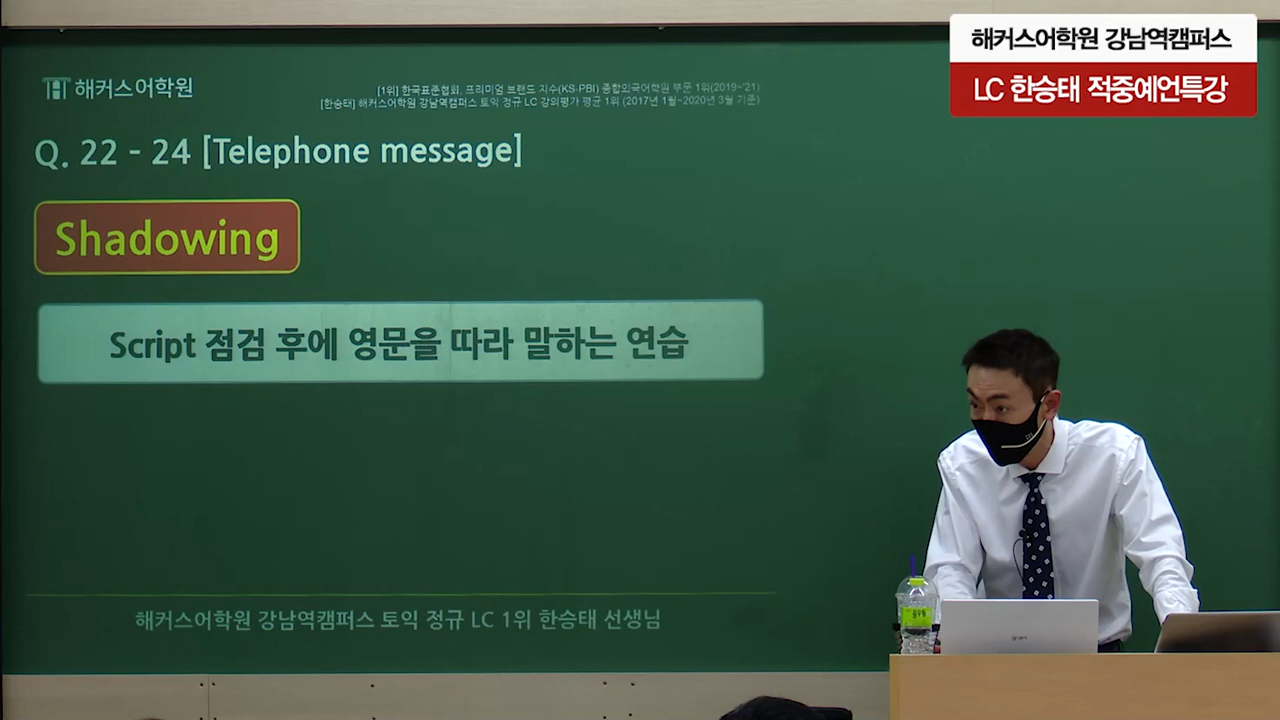 해커스어학원 강남역캠퍼스
LC 한승태 적중예언특강
해커스어학원
[1위] 한국표준협회, 프리미엄 브랜드 지수(KS-PBI) 종합외국어학원 부문 1위(2019~'21)
[한승태] 해커스어학원 강남역캠퍼스 토익 정규 LC 강의평가 평균 1위 (2017년 1월~2020년 3월 기준)
Q. 22 - 24 [Telephone message]
Shadowing
Script 점검 후에 영문을 따라 말하는 연습
해커스어학원 강남역캠퍼스 토익 정규 LC 1위 한승태 선생님
gram